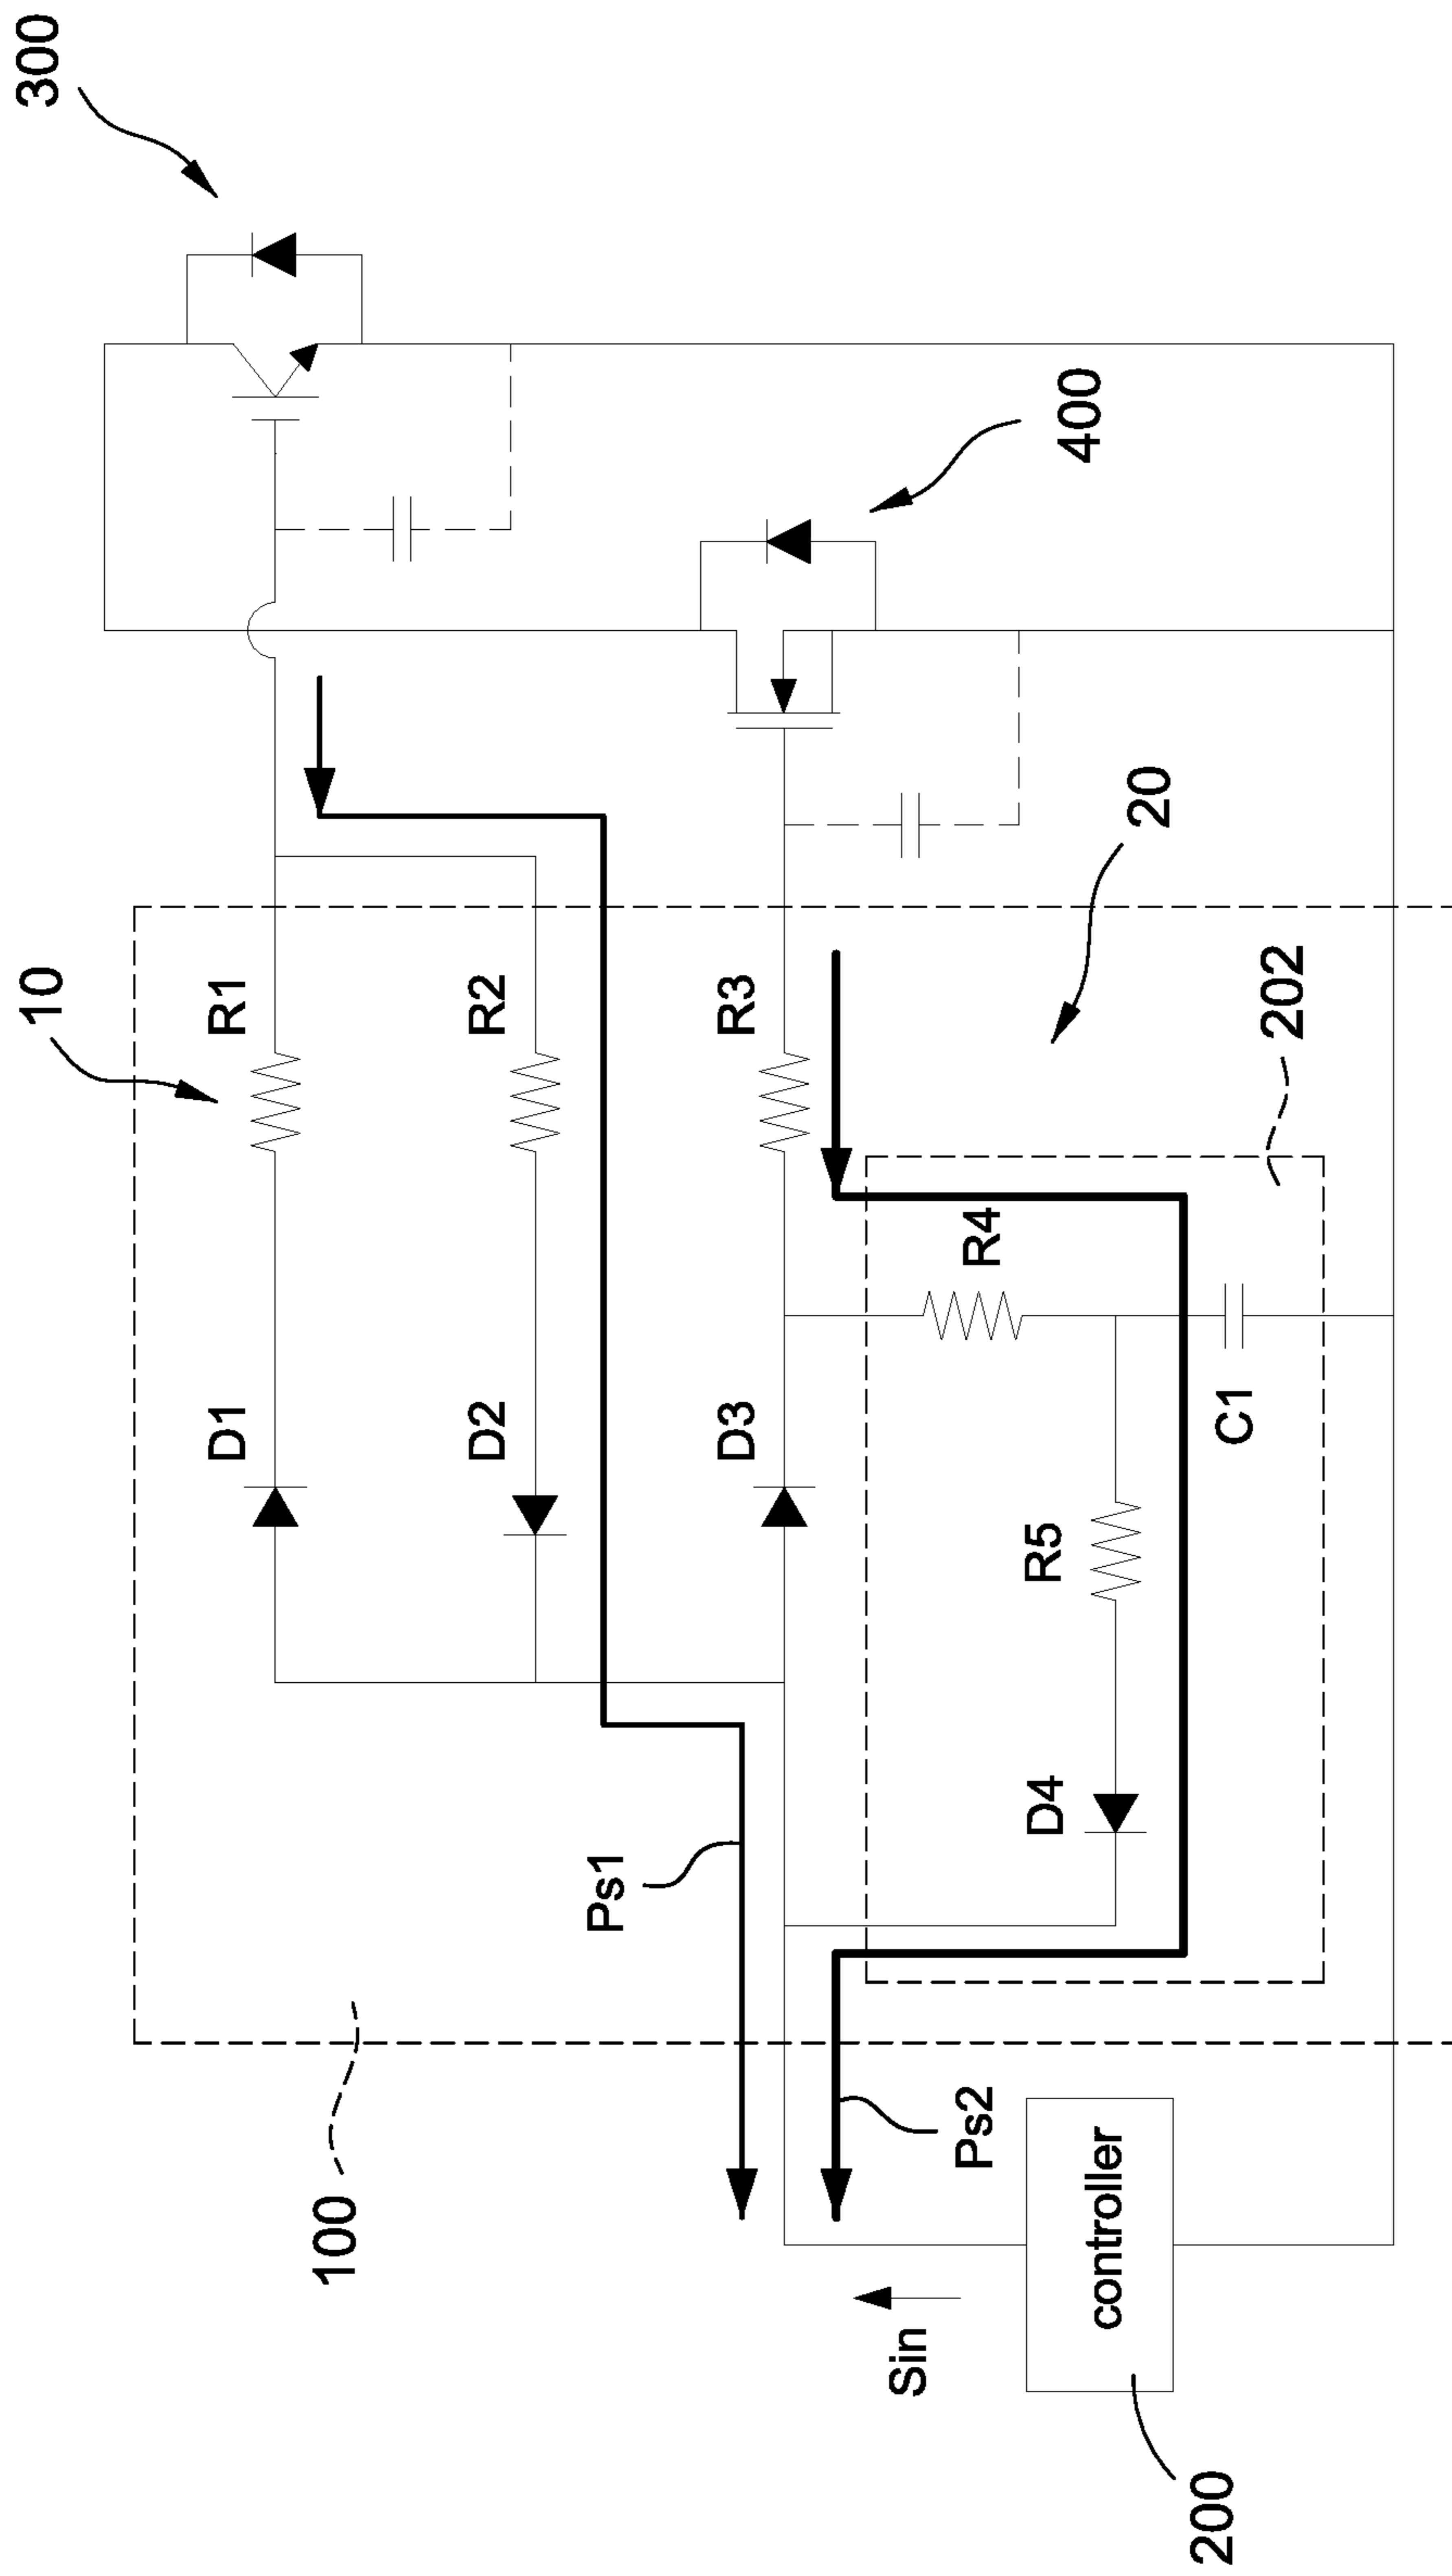 300
10
R1
D1
R2
D2
R3
D3
400
20
202
R4
C1
R5
D4
Ps1
Ps2
100
Sin
controller
200